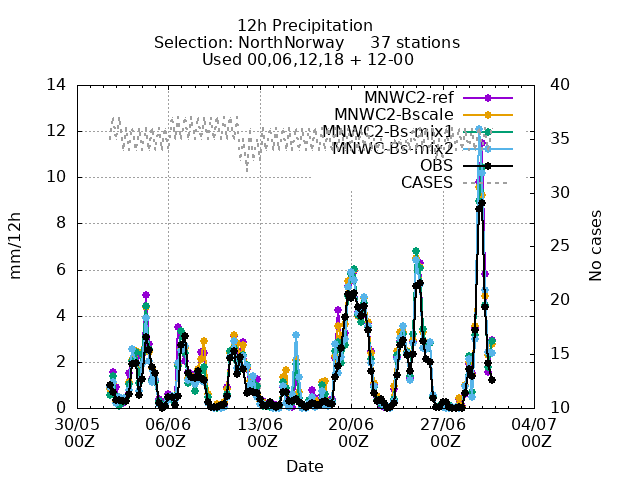 12h Precipitation
Selection: NorthNorway 37 stations
Used 00,06,12,18 + 12-00
14
12
10
8
6
4
2
0
mm/12h
40
35
30
25
20
15
10
No cases
MNWC2-ref
MNWC2-Bscale
MNWC2-Bs-mix1
MNWC-Bs-mix2
OBS
CASES
30/05 06/06 13/06 20/06 27/06 04/07
00Z 00Z 00Z 00Z 00Z 00Z
Date